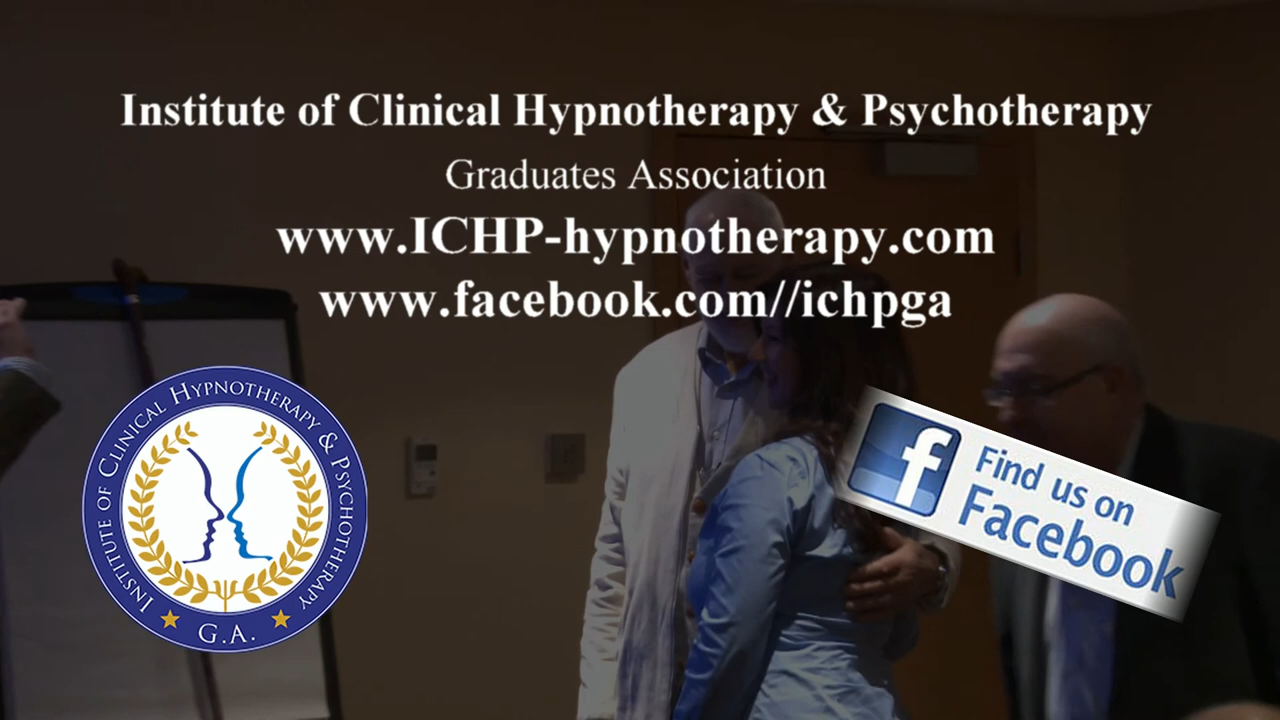 Institute of Clinical Hypnotherapy & Psychotherapy
Graduates Association
www.ICHP-hypnotherapy.com
www.facebook.com//ichpga
INSTITUTE OF CLINICAL HYPNOTHERAPY & PSYCHOTHERAPY
G.A.
f
Find us on
Facebook